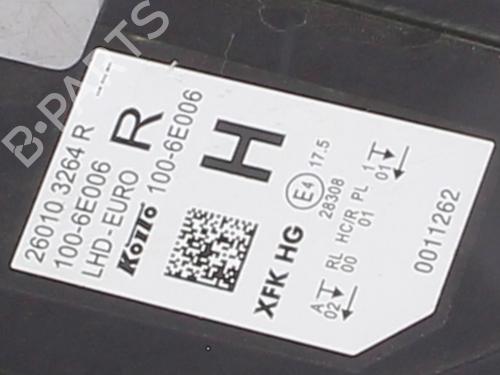 26010 3264 R
100-6E006
LHD-EURO
R
Koito 100-6E006
H
XFK HG
E4
17.5
28308
RL HC/R PL
00 01
1
01
A
02
0011262
B-PARTS